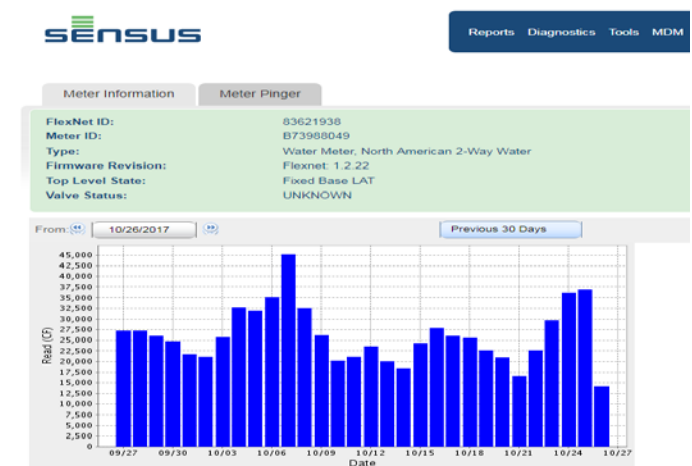 sensus
Reports Diagnostics Tools MDM
Meter Information Meter Pinger
FlexNet ID: 83621938
Meter ID: B73988049
Type: Water Meter, North American 2-Way Water
Firmware Revision: Flexnet: 1.2.22
Top Level State: Fixed Base LAT
Valve Status: UNKNOWN
From: 10/26/2017 Previous 30 Days
45,000
42,500
40,000
37,500
35,000
32,500
30,000
27,500
25,000
22,500
20,000
17,500
15,000
12,500
10,000
7,500
5,000
2,500
0
Read (CF)
09/27 09/30 10/03 10/06 10/09 10/12 10/15 10/18 10/21 10/24 10/27
Date